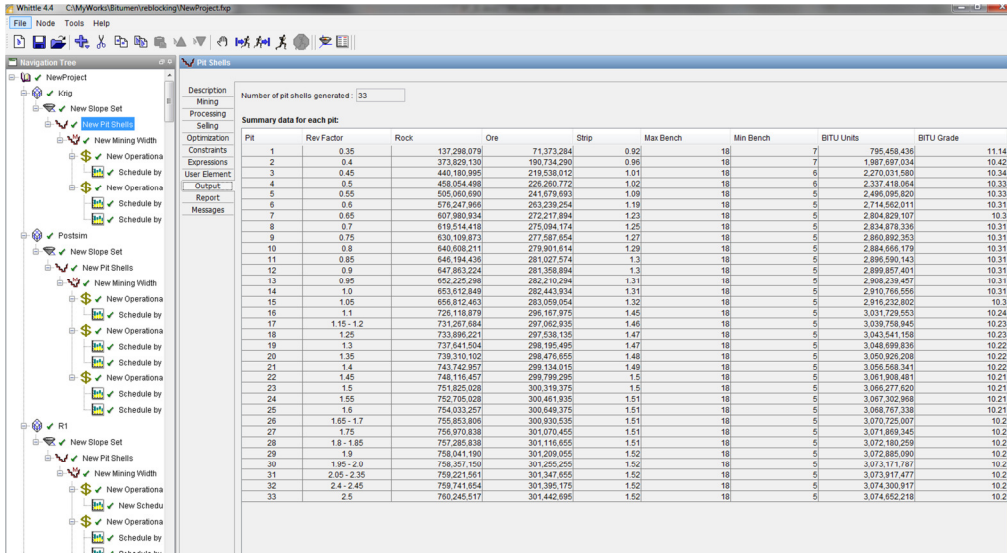 Whittle 4.4 C:\MyWorks\Bitumen\reblocking\NewProject.fxp
File Node Tools Help
Navigation Tree
Pit Shells
NewProject
Krig
New Slope Set
New Pit Shells
New Mining Width
New Operationa
Schedule by
New Operationa
Schedule by
Schedule by
Postsim
New Slope Set
New Pit Shells
New Mining Width
New Operationa
Schedule by
New Operationa
Schedule by
Schedule by
New Operationa
Schedule by
Schedule by
R1
New Slope Set
New Pit Shells
New Mining Width
New Operationa
New Schedu
New Operationa
Schedule by
Schedule by
Description
Mining
Processing
Selling
Optimization
Constraints
Expressions
User Element
Output
Report
Messages
Number of pit shells generated : 33
Summary data for each pit:
Pit Rev Factor Rock Ore Strip Max Bench Min Bench BITU Units BITU Grade
1 0.35 137,298,079 71,373,284 0.92 18 7 795,458,436 11.14
2 0.4 373,829,130 190,734,290 0.96 18 7 1,987,697,034 10.42
3 0.45 440,180,995 219,538,012 1.01 18 6 2,270,031,580 10.34
4 0.5 458,054,498 226,260,772 1.02 18 6 2,337,418,064 10.33
5 0.55 505,060,690 241,679,693 1.09 18 5 2,496,095,820 10.33
6 0.6 576,247,966 263,239,254 1.19 18 5 2,714,562,011 10.31
7 0.65 607,980,934 272,217,894 1.23 18 5 2,804,829,107 10.3
8 0.7 619,514,418 275,094,174 1.25 18 5 2,834,878,336 10.31
9 0.75 630,109,873 277,587,654 1.27 18 5 2,860,892,353 10.31
10 0.8 640,608,211 279,901,614 1.29 18 5 2,884,666,179 10.31
11 0.85 646,194,436 281,027,574 1.3 18 5 2,896,590,143 10.31
12 0.9 647,863,224 281,358,894 1.3 18 5 2,899,857,401 10.31
13 0.95 652,225,298 282,210,294 1.31 18 5 2,908,239,457 10.31
14 1.0 653,612,849 282,443,934 1.31 18 5 2,910,766,556 10.31
15 1.05 656,812,463 283,059,054 1.32 18 5 2,916,232,802 10.3
16 1.1 726,118,879 296,167,975 1.45 18 5 3,031,729,553 10.24
17 1.15 - 1.2 731,267,684 297,062,935 1.46 18 5 3,039,758,945 10.23
18 1.25 733,896,221 297,538,135 1.47 18 5 3,043,541,158 10.23
19 1.3 737,641,504 298,195,495 1.47 18 5 3,048,699,836 10.22
20 1.35 739,310,102 298,476,655 1.48 18 5 3,050,926,208 10.22
21 1.4 743,742,957 299,134,015 1.49 18 5 3,056,568,341 10.22
22 1.45 748,116,457 299,799,295 1.5 18 5 3,061,908,481 10.21
23 1.5 751,825,028 300,319,375 1.5 18 5 3,066,277,620 10.21
24 1.55 752,705,028 300,461,935 1.51 18 5 3,067,302,968 10.21
25 1.6 754,033,257 300,649,375 1.51 18 5 3,068,767,338 10.21
26 1.65 - 1.7 755,853,806 300,930,535 1.51 18 5 3,070,725,007 10.2
27 1.75 756,970,838 301,070,455 1.51 18 5 3,071,869,345 10.2
28 1.8 - 1.85 757,285,838 301,116,655 1.51 18 5 3,072,180,259 10.2
29 1.9 758,041,190 301,209,055 1.52 18 5 3,072,885,090 10.2
30 1.95 - 2.0 758,357,150 301,255,255 1.52 18 5 3,073,171,787 10.2
31 2.05 - 2.35 759,221,561 301,347,655 1.52 18 5 3,073,917,477 10.2
32 2.4 - 2.45 759,741,654 301,395,175 1.52 18 5 3,074,300,917 10.2
33 2.5 760,245,517 301,442,695 1.52 18 5 3,074,652,218 10.2